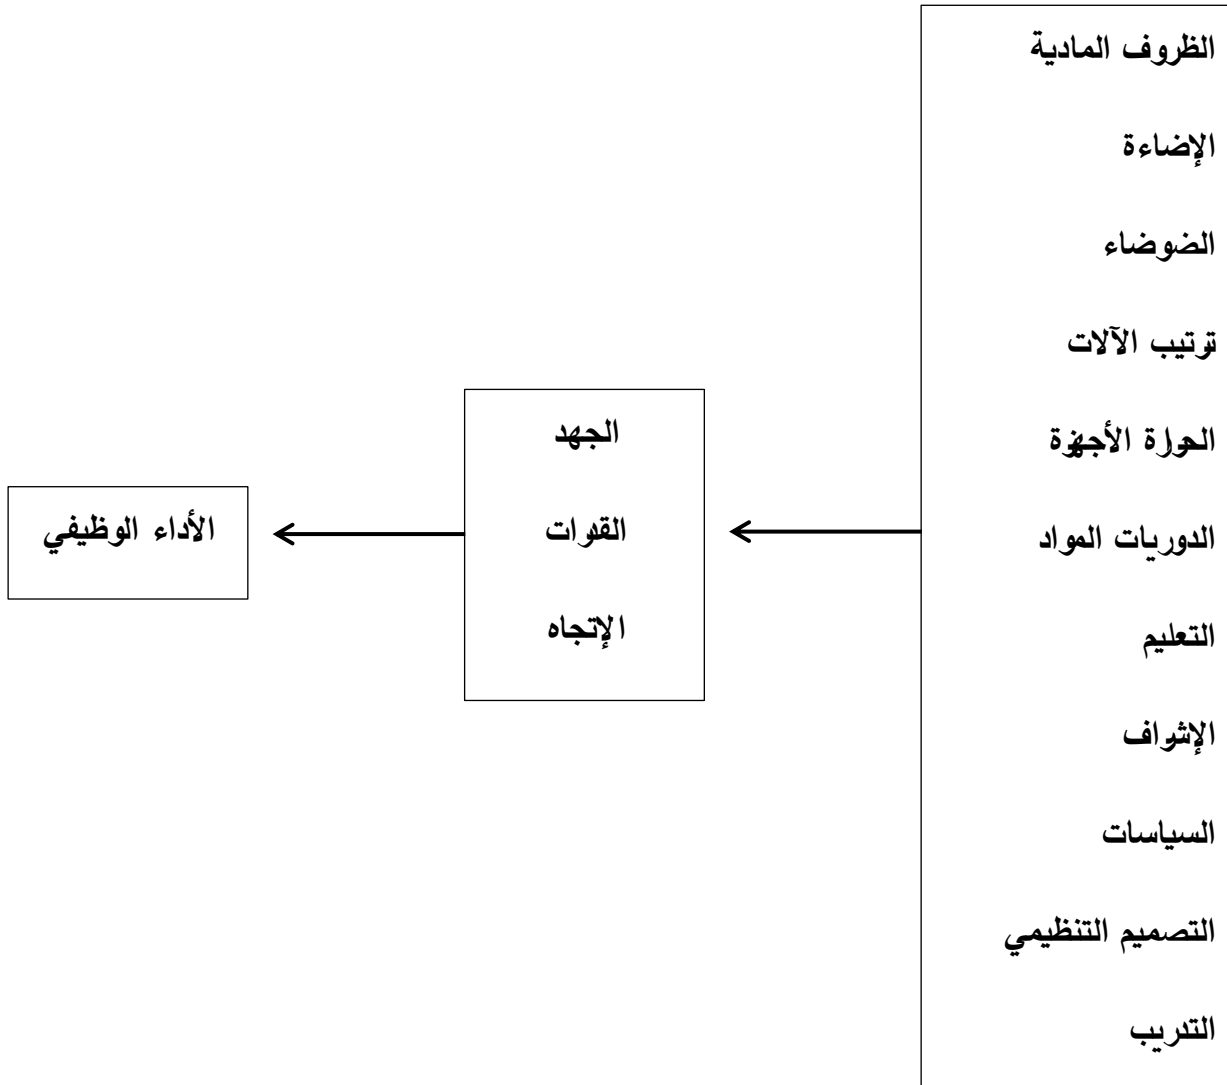 الظروف المادية
الإضاءة
الضوضاء
ترتيب الآلات
الحرارة الأجهزة
الدوريات المواد
التعليم
الإشراف
السياسات
التصميم التنظيمي
التدريب
الجهد
القدرات
الإتجاه
الأداء الوظيفي